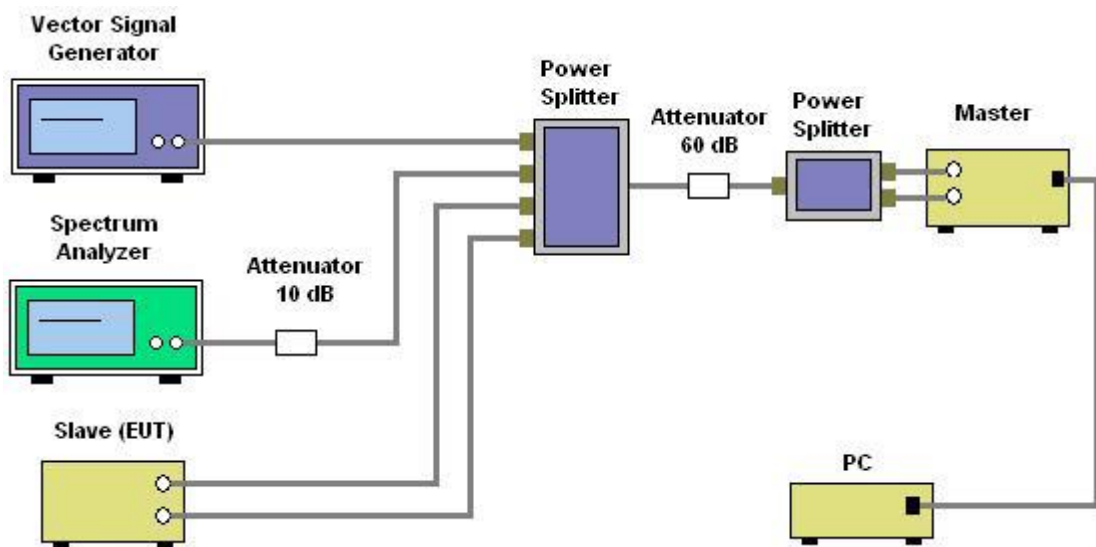 Vector Signal
Generator
Power
Splitter
Attenuator
60 dB
Power
Splitter
Master
Spectrum
Analyzer
Attenuator
10 dB
Slave (EUT)
PC